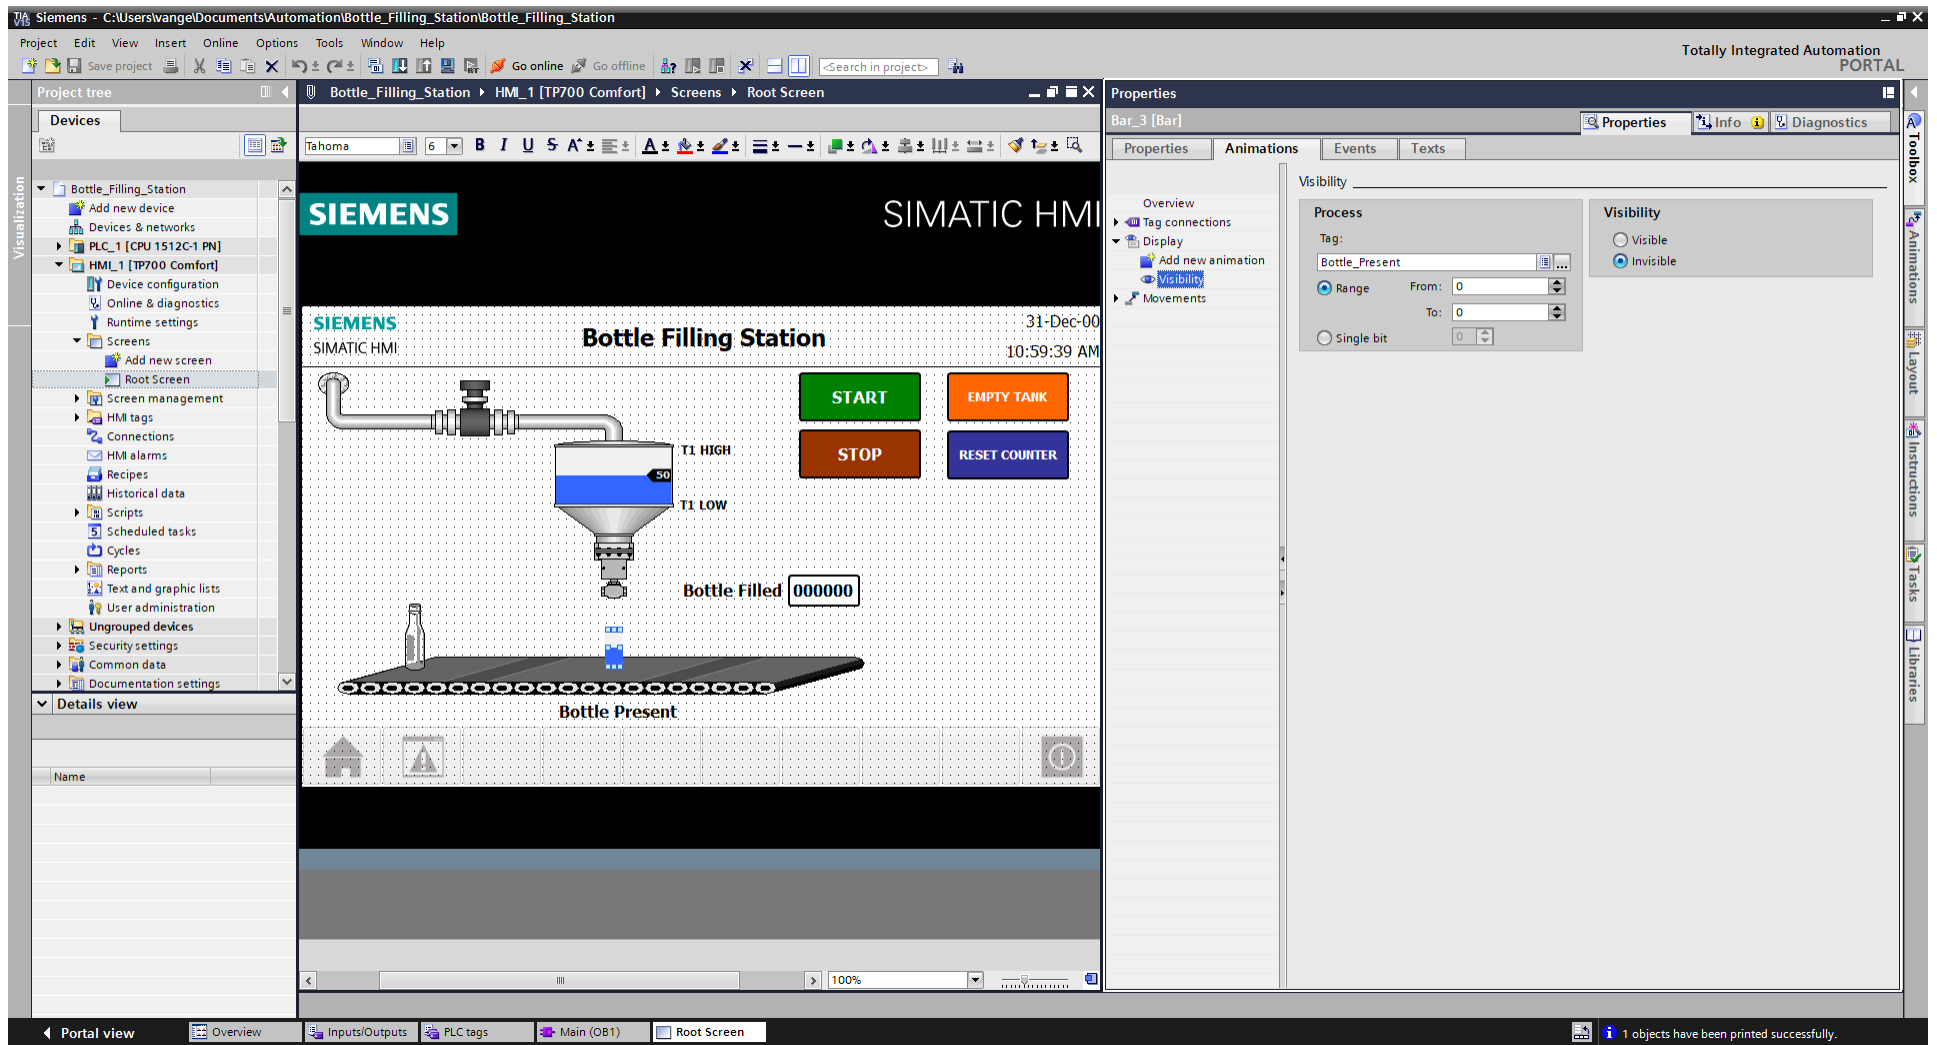 Siemens - C:\Users\vange\Documents\Automation\Bottle_Filling_Station\Bottle_Filling_Station
Project Edit View Insert Online Options Tools Window Help
Totally Integrated Automation
PORTAL
Save project Go online Go offline <Search in project>
Project tree
Devices
Visualization
Bottle_Filling_Station
Add new device
Devices & networks
PLC_1 [CPU 1512C-1 PN]
HMI_1 [TP700 Comfort]
Device configuration
Online & diagnostics
Runtime settings
Screens
Add new screen
Root Screen
Screen management
HMI tags
Connections
HMI alarms
Recipes
Historical data
Scripts
Scheduled tasks
Cycles
Reports
Text and graphic lists
User administration
Ungrouped devices
Security settings
Common data
Documentation settings
Details view
Name
Bottle_Filling_Station HMI_1 [TP700 Comfort] Screens Root Screen
Tahoma 6 B I U S A A
SIEMENS
SIMATIC HMI
SIEMENS
SIMATIC HMI
Bottle Filling Station
31-Dec-00
10:59:39 AM
START
EMPTY TANK
STOP
RESET COUNTER
T1 HIGH
50
T1 LOW
Bottle Filled 000000
Bottle Present
100%
Properties
Bar_3 [Bar]
Properties Info Diagnostics
Properties Animations Events Texts
Overview
Tag connections
Display
Add new animation
Visibility
Movements
Visibility
Process
Tag:
Bottle_Present
Range From: 0
To: 0
Single bit 0
Visibility
Visible
Invisible
Toolbox
Animations
Layout
Instructions
Tasks
Libraries
Portal view Overview Inputs/Outputs PLC tags Main (OB1) Root Screen
1 objects have been printed successfully.